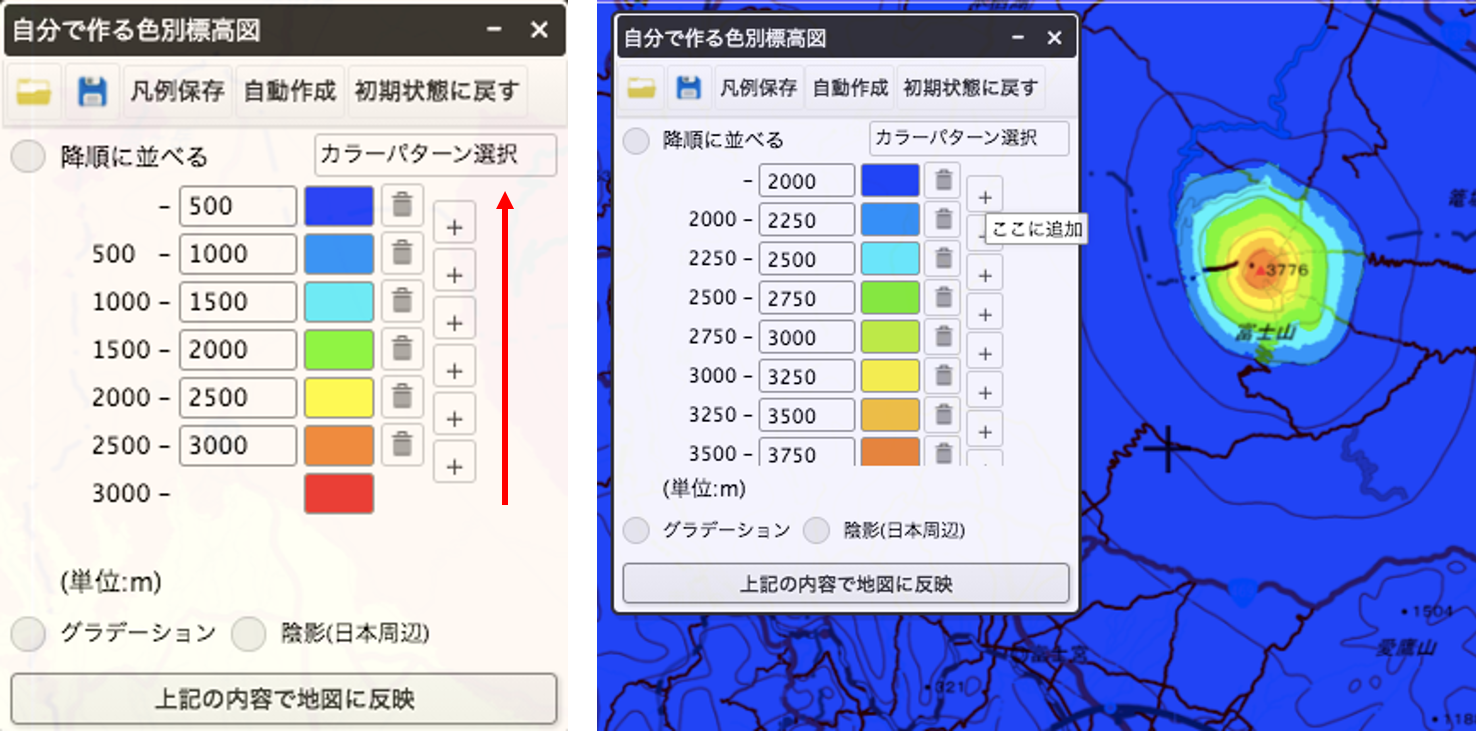 自分で作る色別標高図
凡例保存 自動作成 初期状態に戻す
降順に並べる カラーパターン選択
- 500
500 - 1000
1000 - 1500
1500 - 2000
2000 - 2500
2500 - 3000
3000 -
(単位:m)
グラデーション 陰影(日本周辺)
上記の内容で地図に反映
自分で作る色別標高図
凡例保存 自動作成 初期状態に戻す
降順に並べる カラーパターン選択
- 2000
2000 - 2250
ここに追加
2250 - 2500
2500 - 2750
2750 - 3000
3000 - 3250
3250 - 3500
3500 - 3750
(単位:m)
グラデーション 陰影(日本周辺)
上記の内容で地図に反映
3776
富士山
1504
愛鷹山
富士宮
321